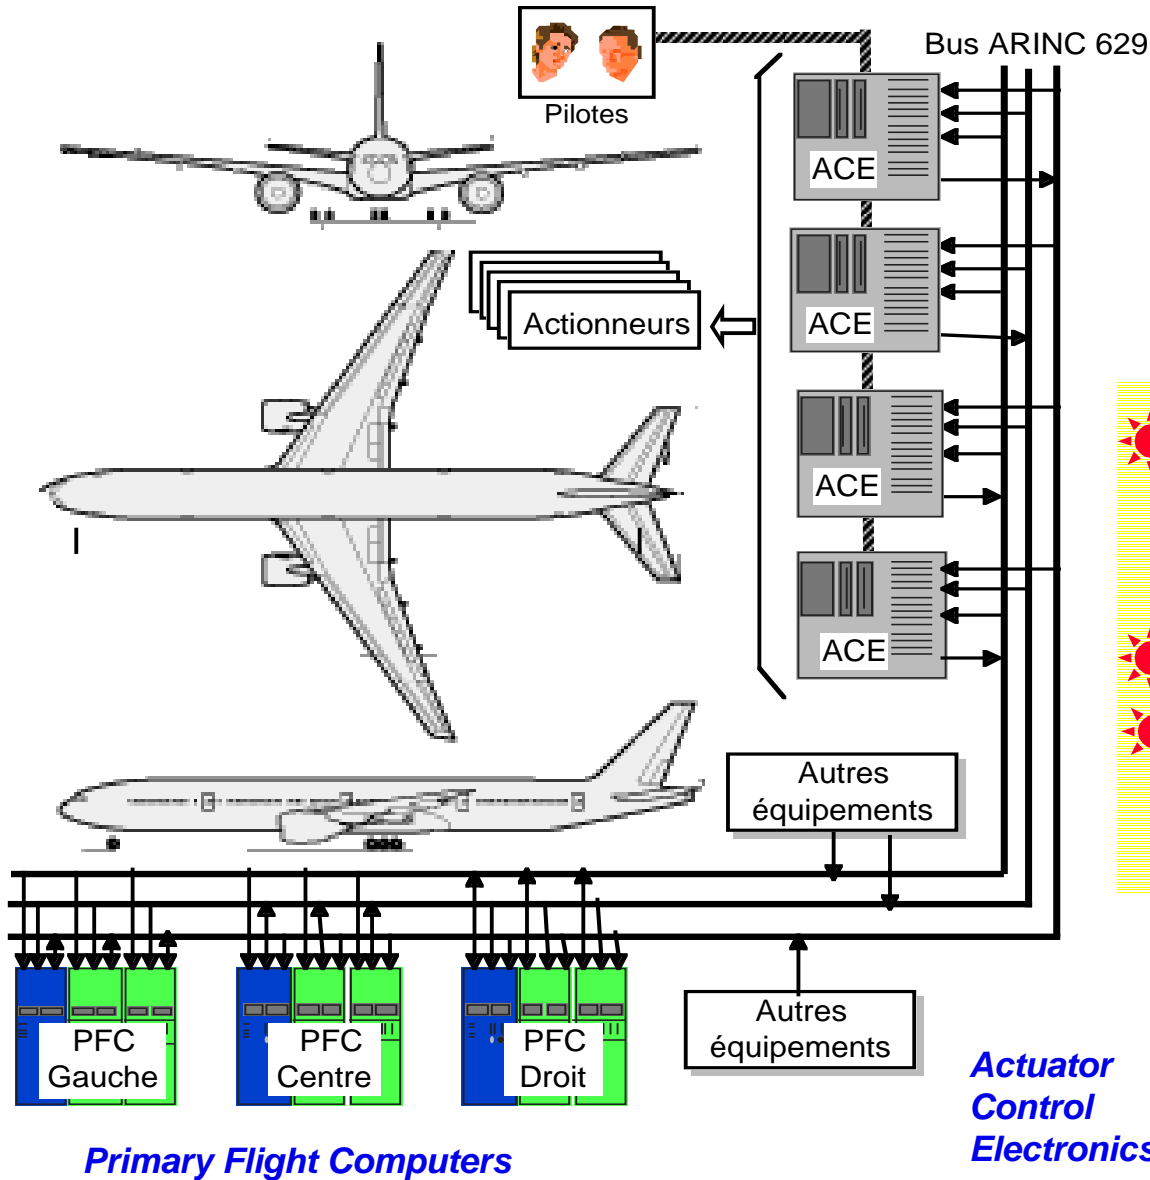 Bus ARINC 629
Pilotes
ACE
Actionneurs
ACE
ACE
ACE
Autres
équipements
PFC
Gauche
PFC
Centre
PFC
Droit
Autres
équipements
Actuator
Control
Electronics
Primary Flight Computers